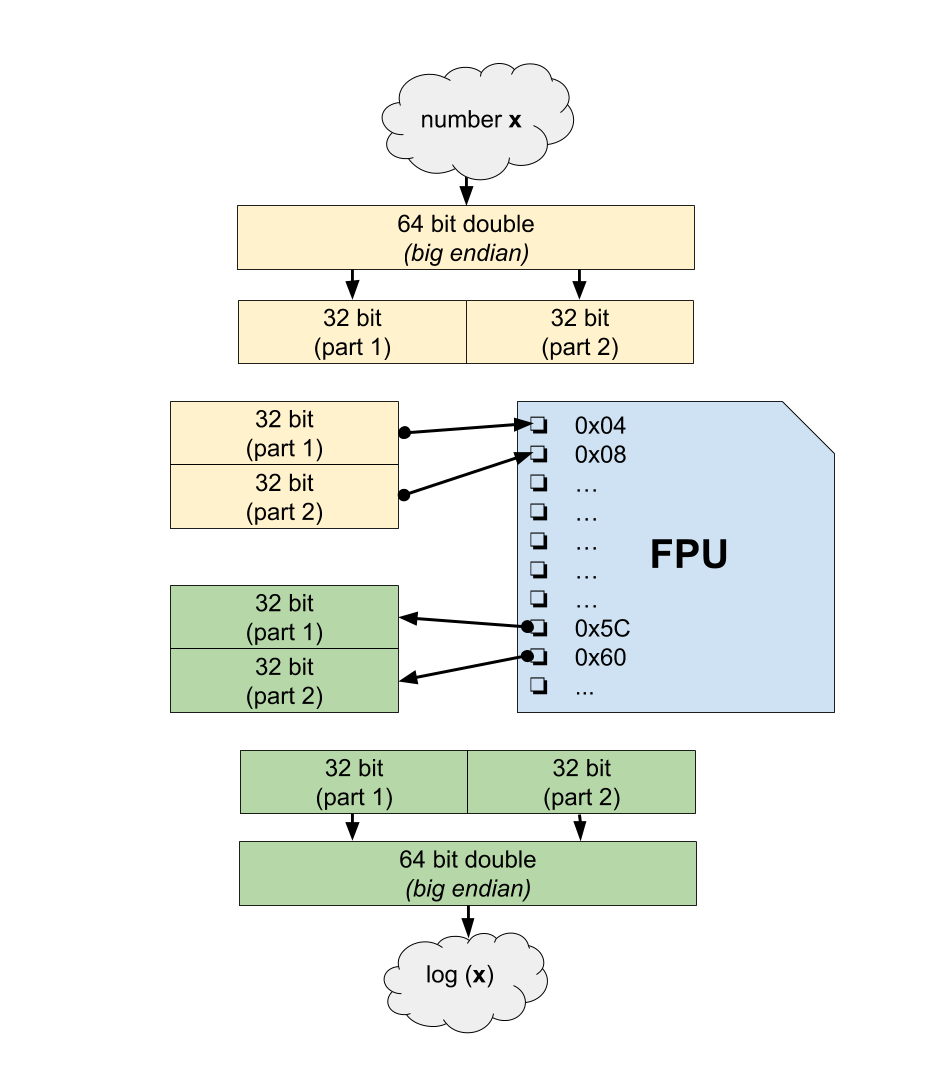 number x
64 bit double
(big endian)
32 bit
(part 1)
32 bit
(part 2)
32 bit
(part 1)
32 bit
(part 2)
0x04
0x08
...
...
...
...
...
0x5C
0x60
...
FPU
32 bit
(part 1)
32 bit
(part 2)
32 bit
(part 1)
32 bit
(part 2)
64 bit double
(big endian)
log (x)